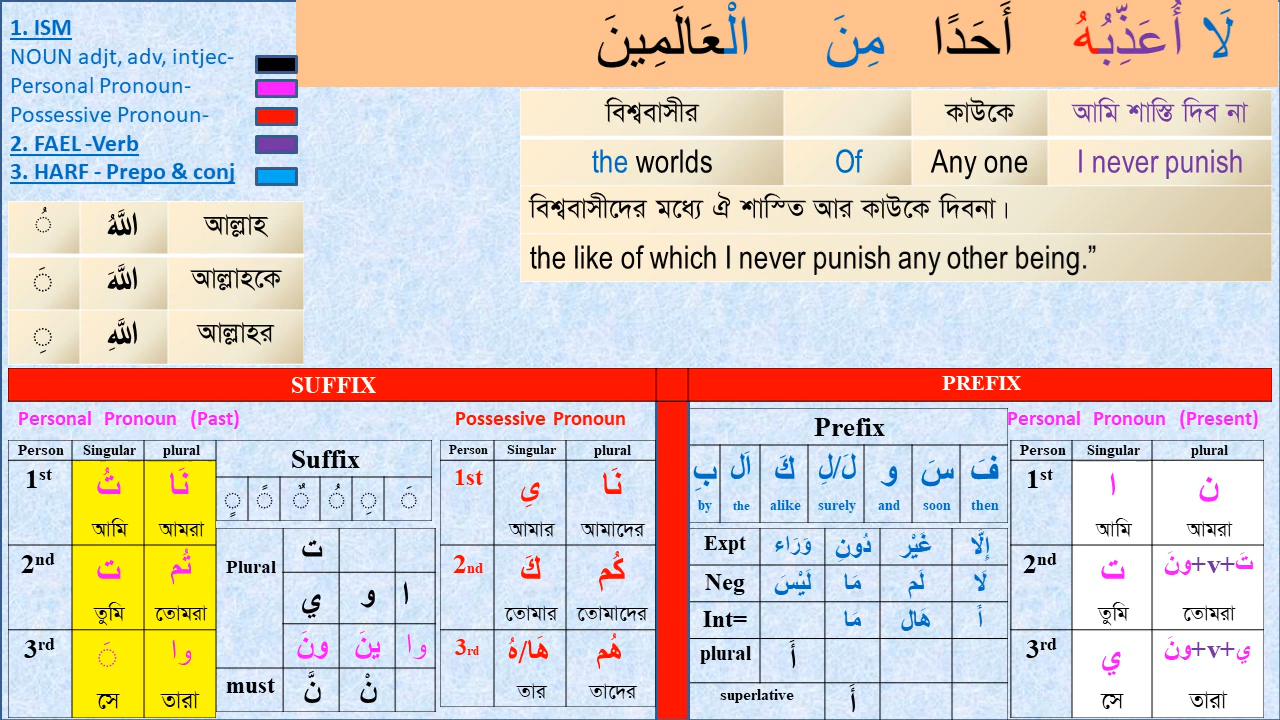 1. ISM
NOUN adjt, adv, intjec-
Personal Pronoun-
Possessive Pronoun-
2. FAEL -Verb
3. HARF - Prepo & conj
لَا أُعَذِّبُهُ أَحَدًا مِنَ الْعَالَمِينَ
বিশ্ববাসীর কাউকে আমি শাস্তি দিব না
the worlds Of Any one I never punish
বিশ্ববাসীদের মধ্যে ঐ শাস্তি আর কাউকে দিবনা।
the like of which I never punish any other being.”
ُ اللَّهُ আল্লাহ
َ اللَّهَ আল্লাহকে
ِ اللَّهِ আল্লাহর
SUFFIX
Personal Pronoun (Past)
Person Singular plural
1st تُ نَا
আমি আমরা
2nd ت تُم
তুমি তোমরা
3rd َ وا
সে তারা
Suffix
ٍ ً ٌ ُ ِ َ
Plural ت
ي و ا
ونَ ينَ وا
must نَّ نْ
Possessive Pronoun
Person Singular plural
1st ي نَا
আমার আমাদের
2nd كَ كُم
তোমার তোমাদের
3rd هَا/هُ هُم
তার তাদের
PREFIX
Prefix
بِ اَل كَ لَ/لِ و سَ فَ
by the alike surely and soon then
Expt وَرَاء دُونِ غَيْر إِلَّا
Neg لَيْسَ مَا لَم لَا
Int= مَا هَال أَ
plural أَ
superlative أَ
Personal Pronoun (Present)
Person Singular plural
1st ا ن
আমি আমরা
2nd ت تَ+v+ونَ
তুমি তোমরা
3rd ي ي+v+ونَ
সে তারা